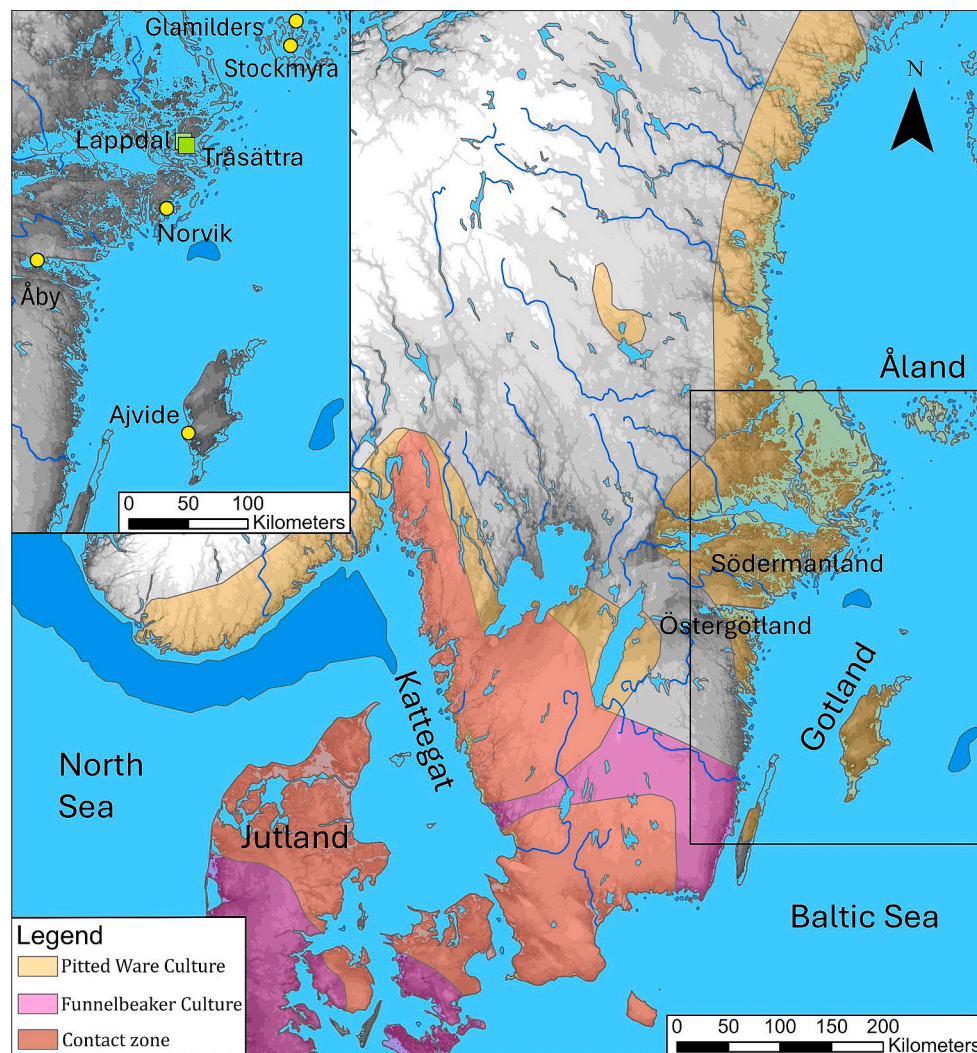 Glamilders
Stockmyra
Lappdal
Tråsättra
Norvik
Åby
Ajvide
0 50 100
Kilometers
N
Åland
Södermanland
Östergötland
Gotland
Kattegat
North
Sea
Jutland
Baltic Sea
Legend
Pitted Ware Culture
Funnelbeaker Culture
Contact zone
0 50 100 150 200
Kilometers